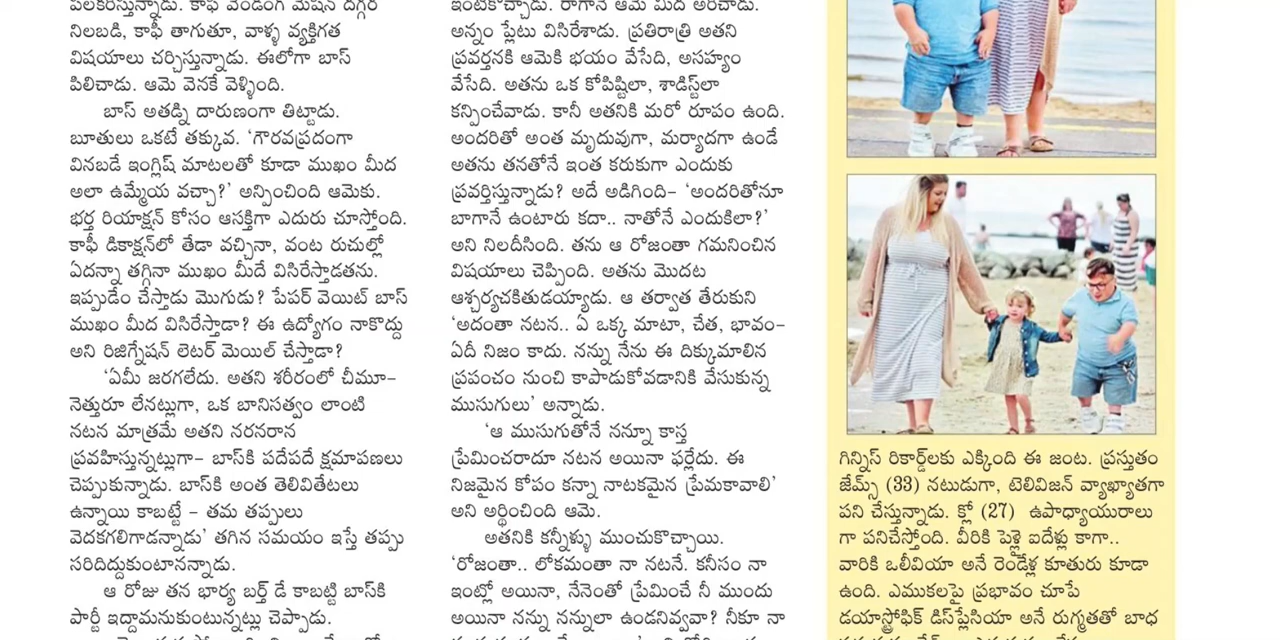 పలకరిస్తున్నాడు. కాఫీ వెండింగ్ మెషిన్ దగ్గర
నిలబడి, కాఫీ తాగుతూ, వాళ్ళ వ్యక్తిగత
విషయాలు చర్చిస్తున్నాడు. ఈలోగా బాస్
పిలిచాడు. ఆమె వెనకే వెళ్ళింది.
బాస్ అతడ్ని దారుణంగా తిట్టాడు.
బూతులు ఒకటే తక్కువ. ‘గౌరవప్రదంగా
వినబడే ఇంగ్లిష్ మాటలతో కూడా ముఖం మీద
అలా ఉమ్మేయ వచ్చా?’ అన్పించింది ఆమెకు.
భర్త రియాక్షన్ కోసం ఆసక్తిగా ఎదురు చూస్తోంది.
కాఫీ డికాక్షన్‌లో తేడా వచ్చినా, వంట రుచుల్లో
ఏదన్నా తగ్గినా ముఖం మీదే విసిరేస్తాడతను.
ఇప్పుడేం చేస్తాడు మొగుడు? పేపర్ వెయిట్ బాస్
ముఖం మీద విసిరేస్తాడా? ఈ ఉద్యోగం నాకొద్దు
అని రిజిగ్నేషన్ లెటర్ మెయిల్ చేస్తాడా?
‘ఏమీ జరగలేదు. అతని శరీరంలో చీమూ–
నెత్తురూ లేనట్లుగా, ఒక బానిసత్వం లాంటి
నటన మాత్రమే అతని నరనరాన
ప్రవహిస్తున్నట్లుగా– బాస్‌కి పదేపదే క్షమాపణలు
చెప్పుకున్నాడు. బాస్‌కి అంత తెలివితేటలు
ఉన్నాయి కాబట్టే – తమ తప్పులు
వెదకగలిగాడన్నాడు’ తగిన సమయం ఇస్తే తప్పు
సరిదిద్దుకుంటానన్నాడు.
ఆ రోజు తన భార్య బర్త్ డే కాబట్టి బాస్‌కి
పార్టీ ఇద్దామనుకుంటున్నట్లు చెప్పాడు.
ఇంటికొచ్చాడు. రాగానే ఆమె మీద అరిచాడు.
అన్నం ప్లేటు విసిరేశాడు. ప్రతిరాత్రి అతని
ప్రవర్తనకి ఆమెకి భయం వేసేది, అసహ్యం
వేసేది. అతను ఒక కోపిష్టిలా, శాడిస్ట్‌లా
కన్పించేవాడు. కానీ అతనికి మరో రూపం ఉంది.
అందరితో అంత మృదువుగా, మర్యాదగా ఉండే
అతను తనతోనే ఇంత కరుకుగా ఎందుకు
ప్రవర్తిస్తున్నాడు? అదే అడిగింది– ‘అందరితోనూ
బాగానే ఉంటారు కదా.. నాతోనే ఎందుకిలా?’
అని నిలదీసింది. తను ఆ రోజంతా గమనించిన
విషయాలు చెప్పింది. అతను మొదట
ఆశ్చర్యచకితుడయ్యాడు. ఆ తర్వాత తేరుకుని
‘అదంతా నటన.. ఏ ఒక్క మాటా, చేత, భావం–
ఏదీ నిజం కాదు. నన్ను నేను ఈ దిక్కుమాలిన
ప్రపంచం నుంచి కాపాడుకోవడానికి వేసుకున్న
ముసుగులు’ అన్నాడు.
‘ఆ ముసుగుతోనే నన్నూ కాస్త
ప్రేమించరాదూ నటన అయినా ఫర్లేదు. ఈ
నిజమైన కోపం కన్నా నాటకమైన ప్రేమకావాలి’
అని అర్థించింది ఆమె.
అతనికి కన్నీళ్ళు ముంచుకొచ్చాయి.
‘రోజంతా.. లోకమంతా నా నటనే. కనీసం నా
ఇంట్లో అయినా, నేనెంతో ప్రేమించే నీ ముందు
అయినా నన్ను నన్నులా ఉండనివ్వవా? నీకూ నా
గిన్నిస్ రికార్డ్‌లకు ఎక్కింది ఈ జంట. ప్రస్తుతం
జేమ్స్ (33) నటుడుగా, టెలివిజన్ వ్యాఖ్యాతగా
పని చేస్తున్నాడు. క్లో (27) ఉపాధ్యాయురాలు
గా పనిచేస్తోంది. వీరికి పెళ్లై ఐదేళ్లు కాగా..
వారికి ఒలీవియా అనే రెండేళ్ల కూతురు కూడా
ఉంది. ఎముకలపై ప్రభావం చూపే
డయాస్ట్రోఫిక్ డిస్‌ప్లేసియా అనే రుగ్మతతో బాధ